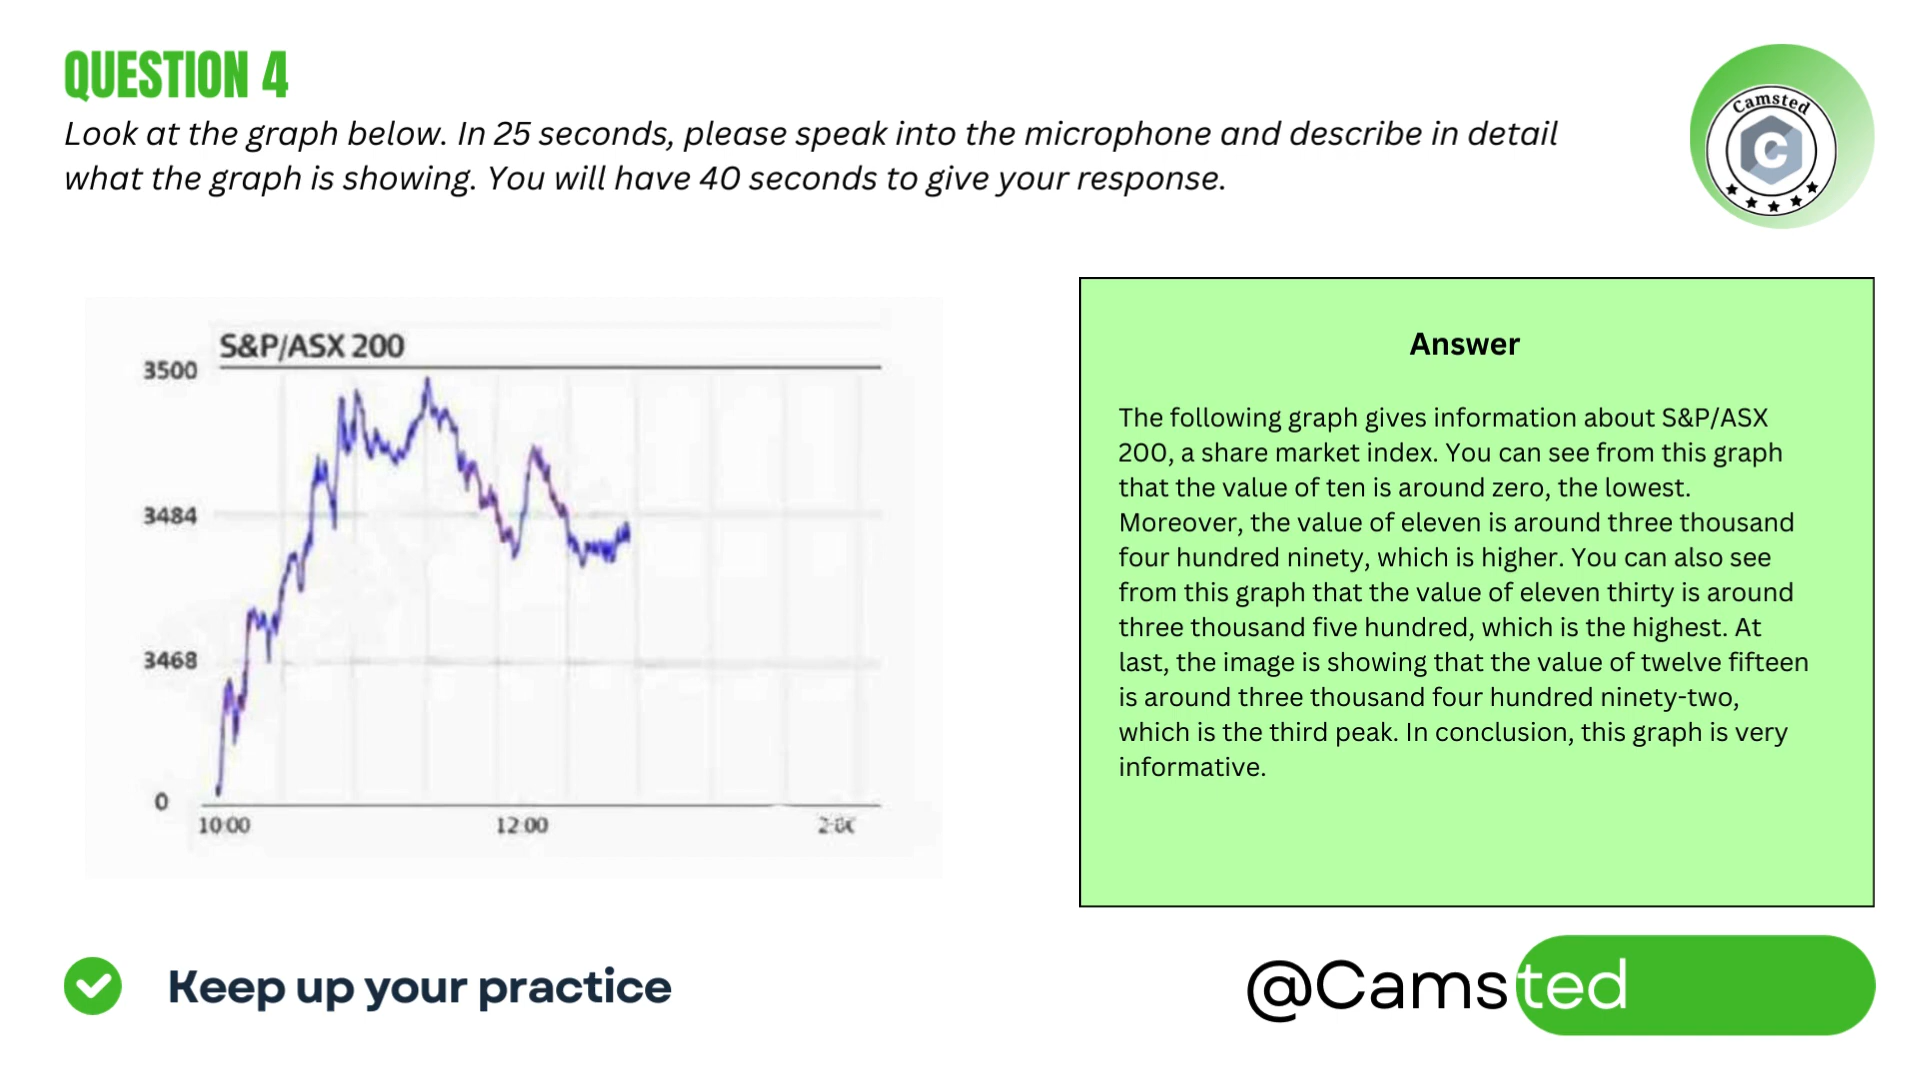 QUESTION 4
Look at the graph below. In 25 seconds, please speak into the microphone and describe in detail
what the graph is showing. You will have 40 seconds to give your response.
Camsted
C
S&P/ASX 200
3500
3484
3468
0
10:00
12:00
Answer
The following graph gives information about S&P/ASX
200, a share market index. You can see from this graph
that the value of ten is around zero, the lowest.
Moreover, the value of eleven is around three thousand
four hundred ninety, which is higher. You can also see
from this graph that the value of eleven thirty is around
three thousand five hundred, which is the highest. At
last, the image is showing that the value of twelve fifteen
is around three thousand four hundred ninety-two,
which is the third peak. In conclusion, this graph is very
informative.
Keep up your practice
@Camsted